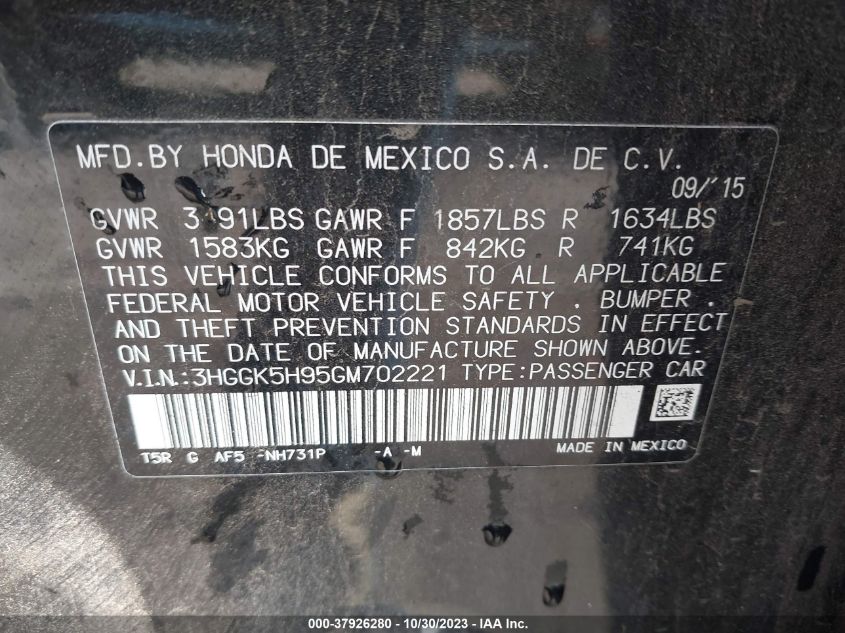 MFD.BY HONDA DE MEXICO S.A. DE C.V.
09/'15
GVWR 3491LBS GAWR F 1857LBS R 1634LBS
GVWR 1583KG GAWR F 842KG R 741KG
THIS VEHICLE CONFORMS TO ALL APPLICABLE
FEDERAL MOTOR VEHICLE SAFETY . BUMPER .
AND THEFT PREVENTION STANDARDS IN EFFECT
ON THE DATE OF MANUFACTURE SHOWN ABOVE.
V.I.N.:3HGGK5H95GM702221 TYPE:PASSENGER CAR
T5R G AF5 -NH731P -A -M MADE IN MEXICO
000-37926280 - 10/30/2023 - IAA Inc.